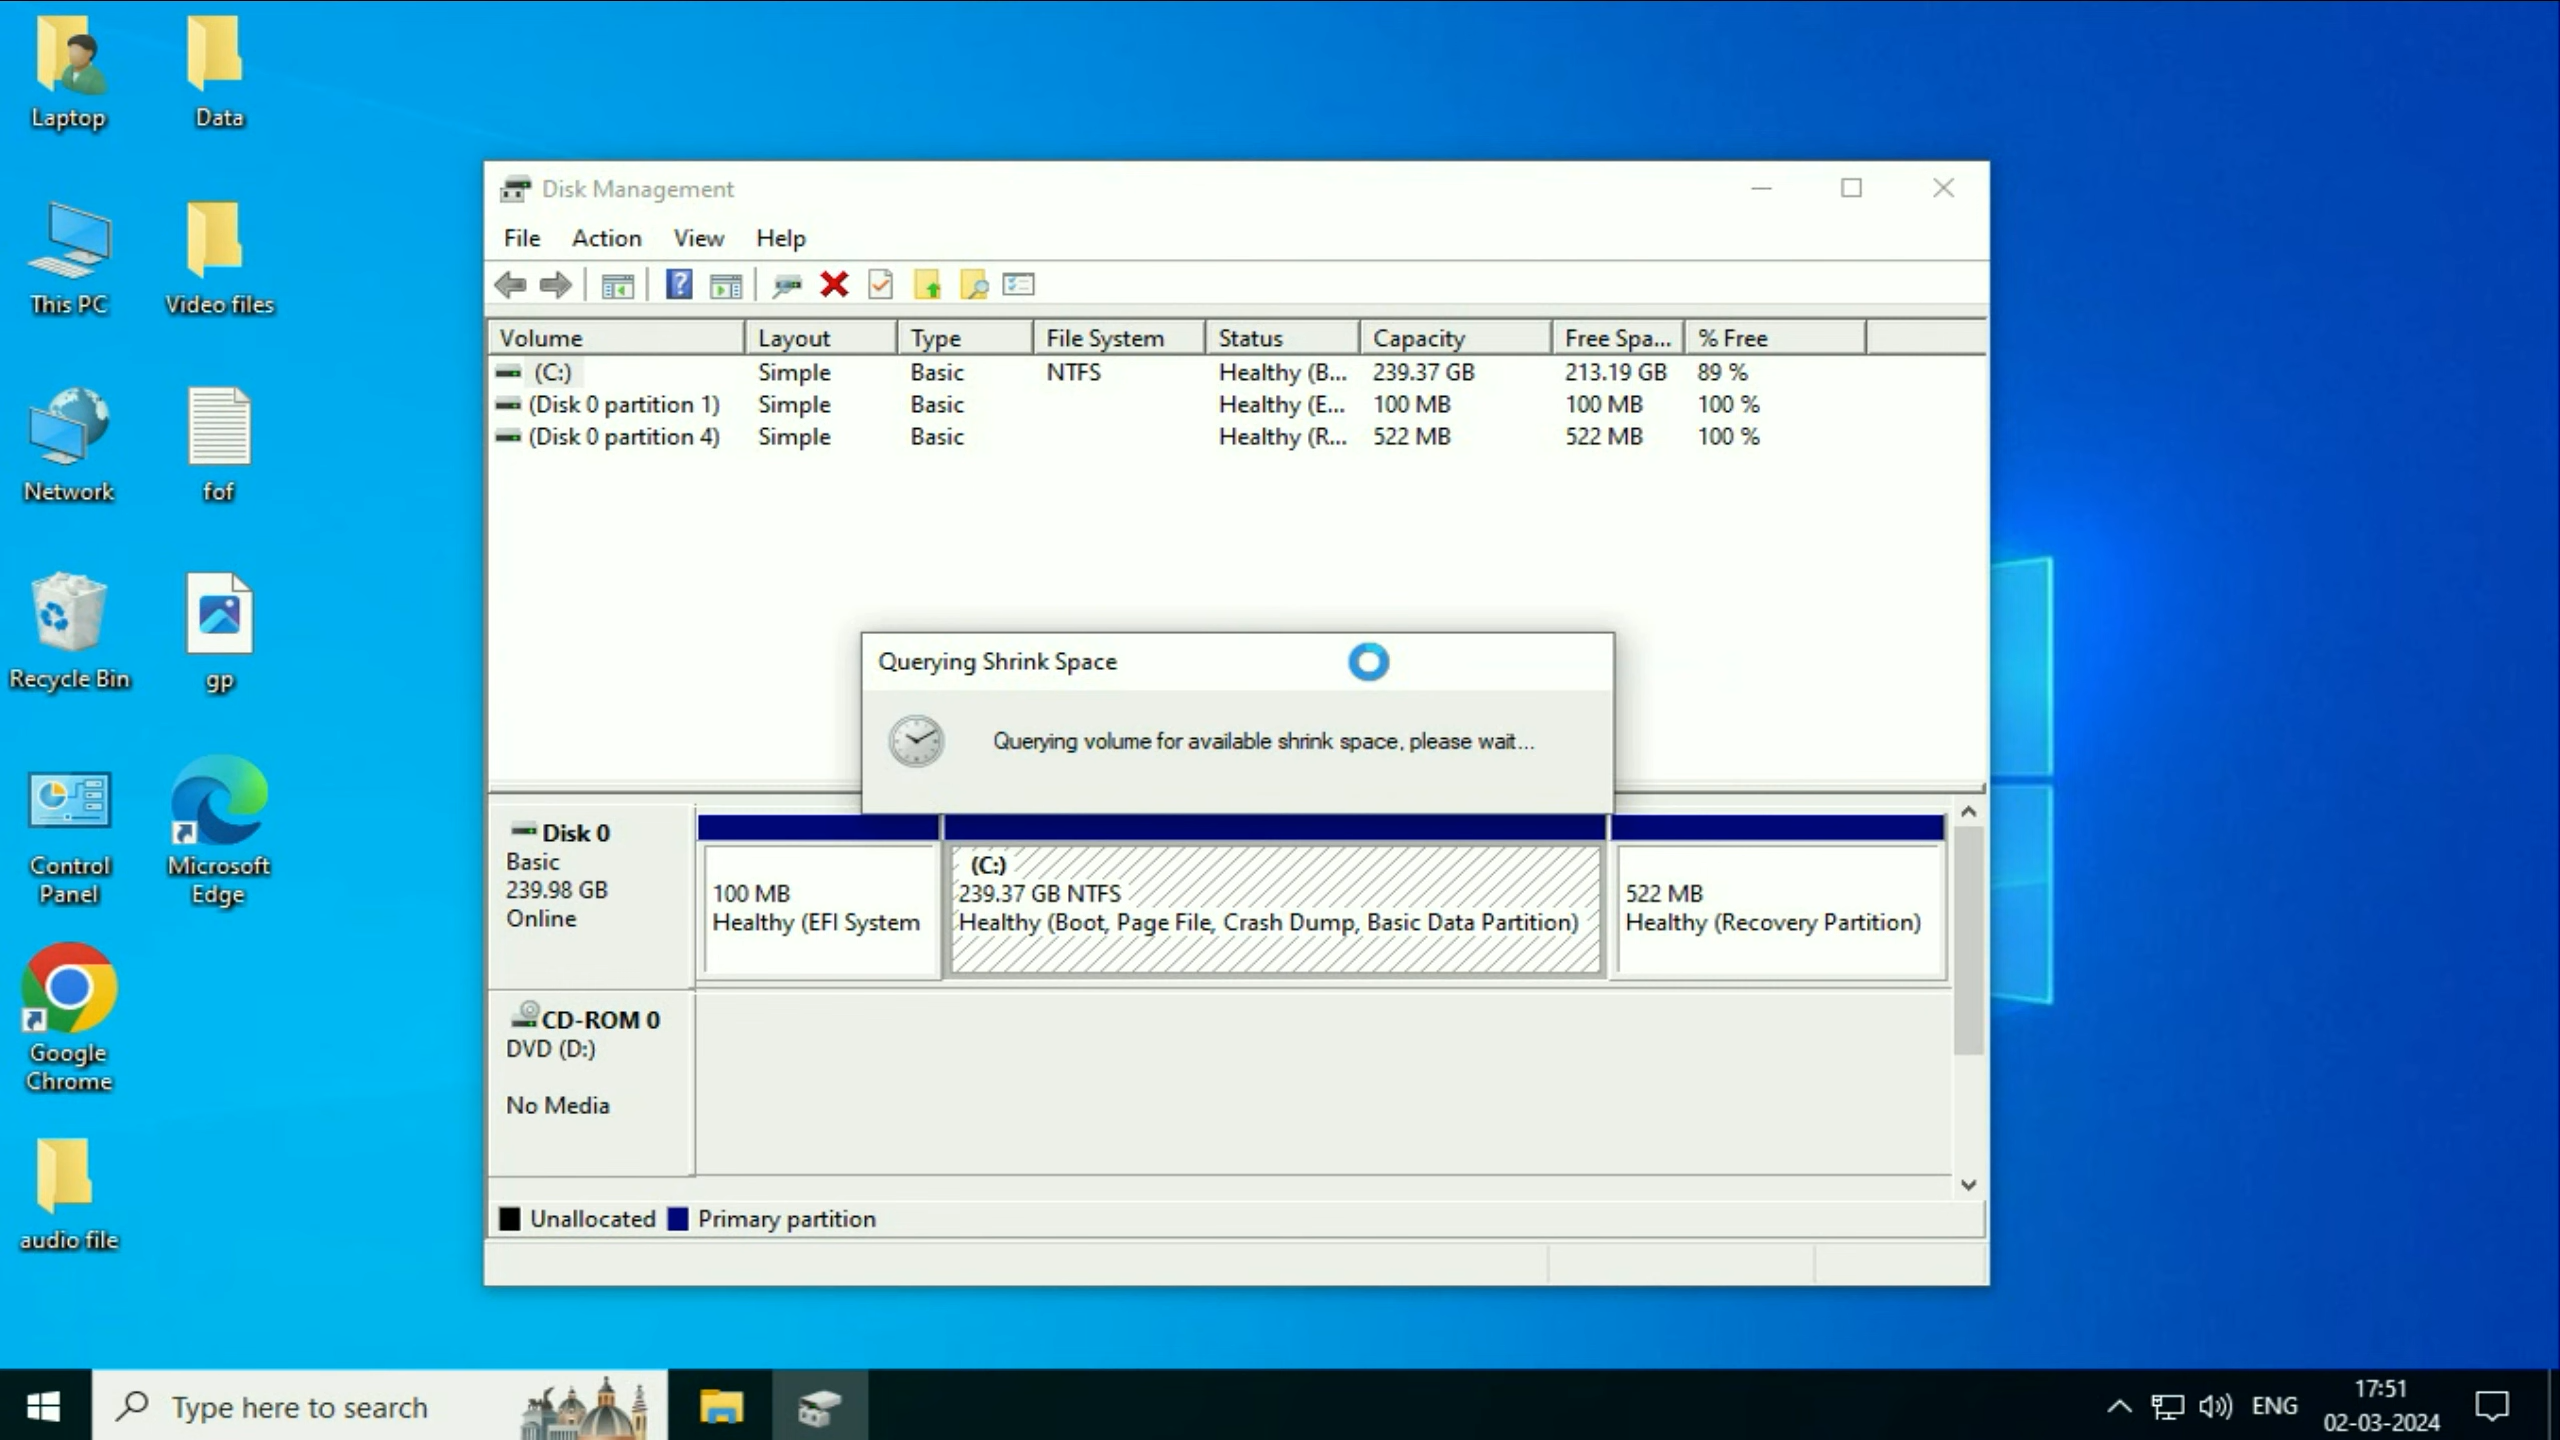 Laptop
Data
This PC
Video files
Network
fof
Recycle Bin
gp
Control
Panel
Microsoft
Edge
Google
Chrome
audio file
Disk Management
File Action View Help
Volume Layout Type File System Status Capacity Free Spa... % Free
(C:) Simple Basic NTFS Healthy (B... 239.37 GB 213.19 GB 89 %
(Disk 0 partition 1) Simple Basic Healthy (E... 100 MB 100 MB 100 %
(Disk 0 partition 4) Simple Basic Healthy (R... 522 MB 522 MB 100 %
Querying Shrink Space
Querying volume for available shrink space, please wait...
Disk 0
Basic
239.98 GB
Online
100 MB
Healthy (EFI System
(C:)
239.37 GB NTFS
Healthy (Boot, Page File, Crash Dump, Basic Data Partition)
522 MB
Healthy (Recovery Partition)
CD-ROM 0
DVD (D:)
No Media
Unallocated Primary partition
Type here to search
ENG
17:51
02-03-2024